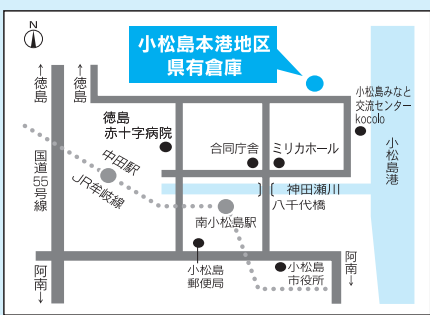 N
小松島本港地区
県有倉庫
←徳島
←徳島
小松島みなと
交流センター
kocolo
徳島
赤十字病院
合同庁舎
ミリカホール
小松島港
国道55号線
中田駅
JR牟岐線
神田瀬川
八千代橋
南小松島駅
阿南→
小松島
郵便局
小松島
市役所
阿南→